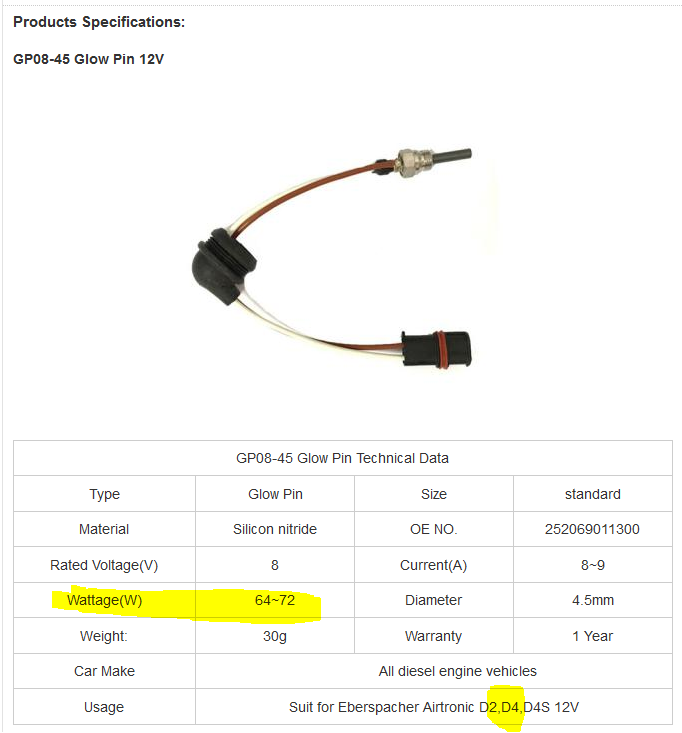 Products Specifications:
GP08-45 Glow Pin 12V
GP08-45 Glow Pin Technical Data
Type Glow Pin Size standard
Material Silicon nitride OE NO. 252069011300
Rated Voltage(V) 8 Current(A) 8~9
Wattage(W) 64~72 Diameter 4.5mm
Weight: 30g Warranty 1 Year
Car Make All diesel engine vehicles
Usage Suit for Eberspacher Airtronic D2,D4,D4S 12V